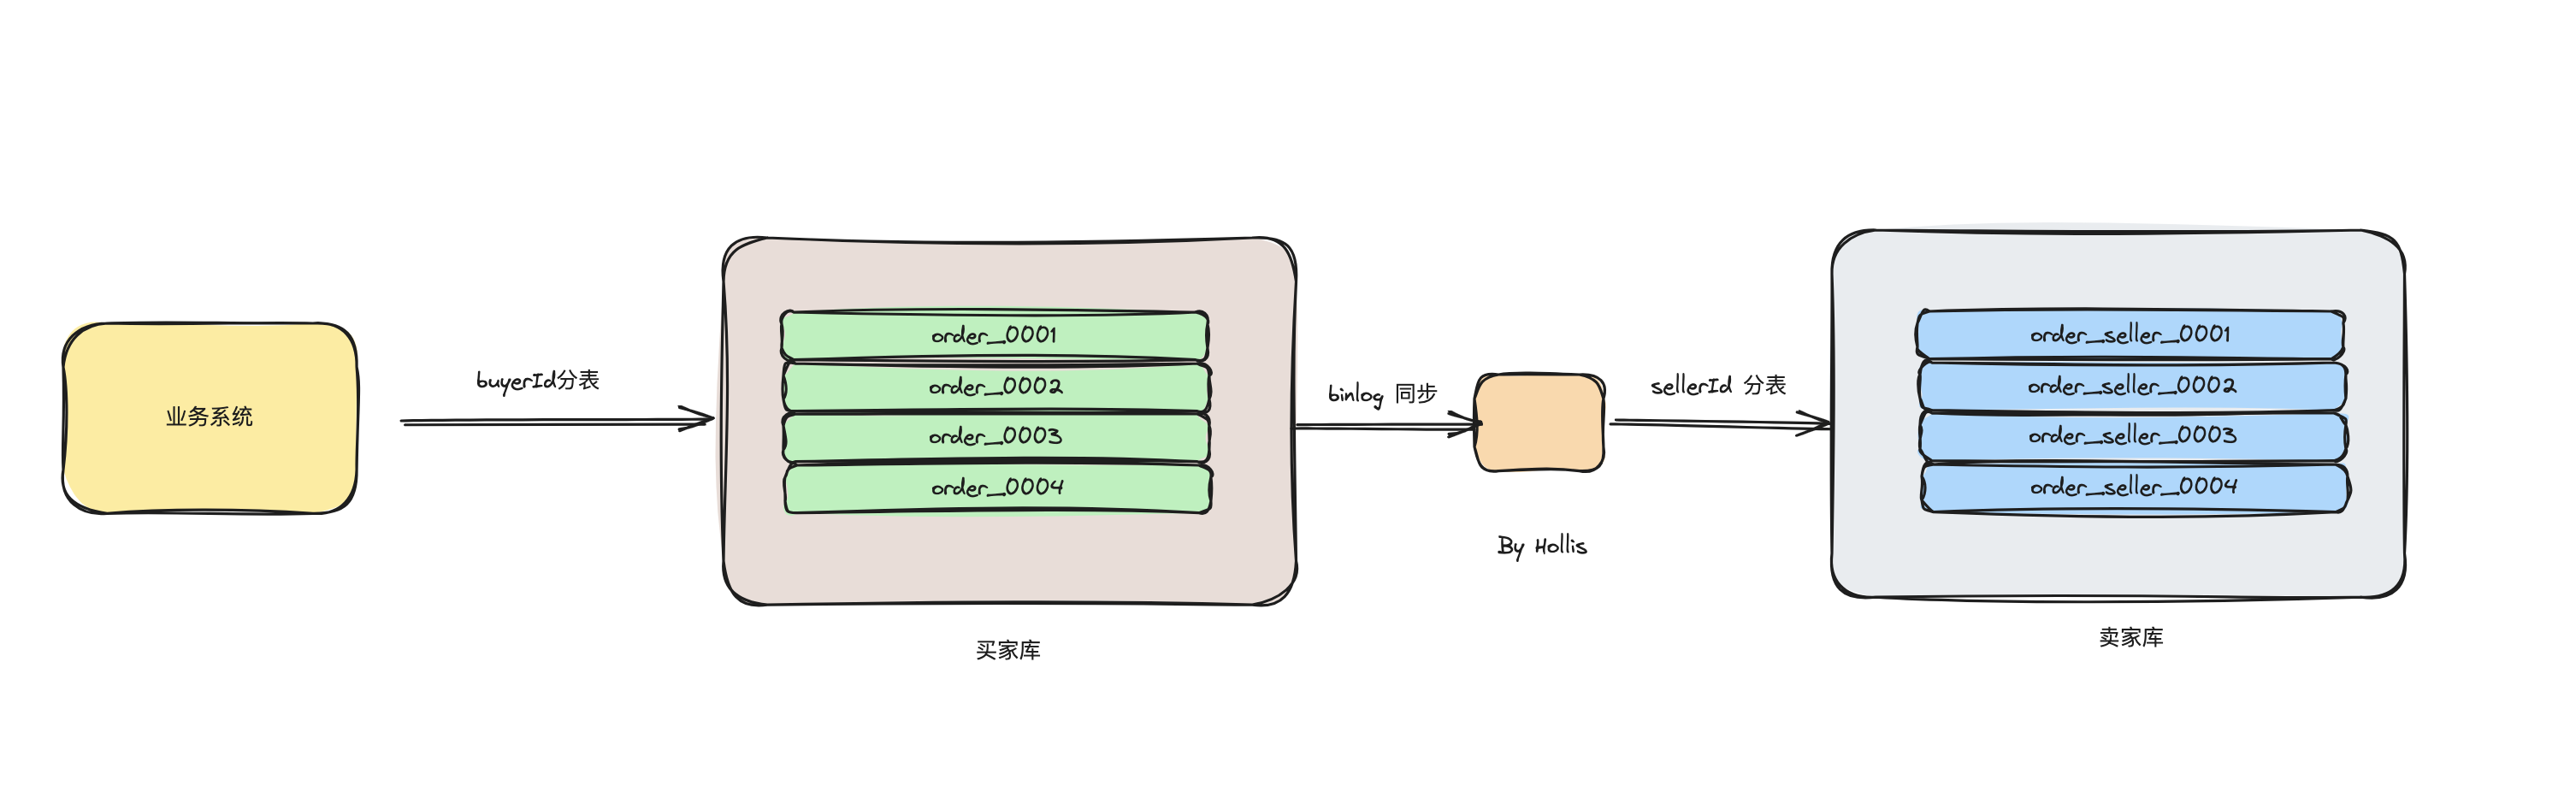 业务系统
buyerId分表
order_0001
order_0002
order_0003
order_0004
买家库
binlog 同步
By Hollis
sellerId 分表
order_seller_0001
order_seller_0002
order_seller_0003
order_seller_0004
卖家库